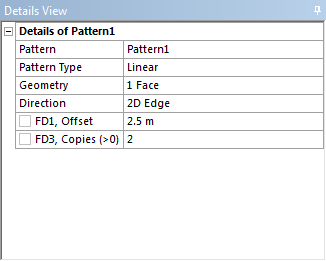 Details View
Details of Pattern1
Pattern Pattern1
Pattern Type Linear
Geometry 1 Face
Direction 2D Edge
FD1, Offset 2.5 m
FD3, Copies (>0) 2